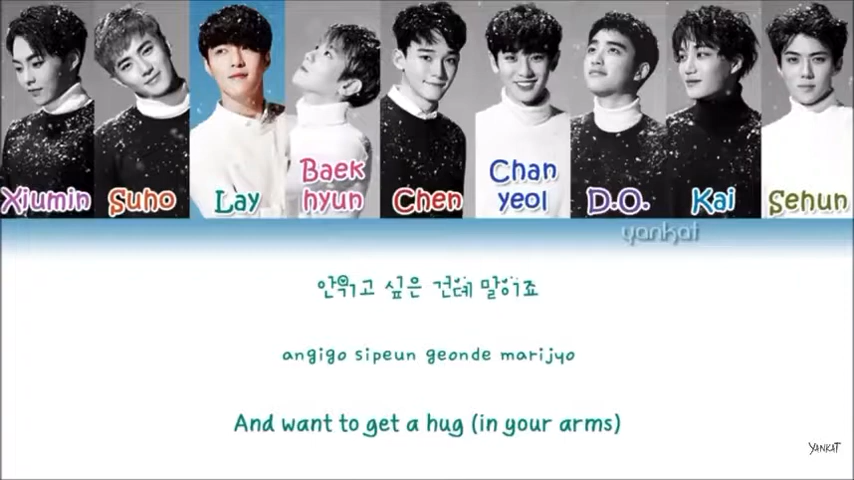 Xiumin
Suho
Lay
Baek
hyun
Chen
Chan
yeol
D.O.
Kai
Sehun
yankat
안기고 싶은 건데 말이죠
angigo sipeun geonde marijyo
And want to get a hug (in your arms)
YANKAT